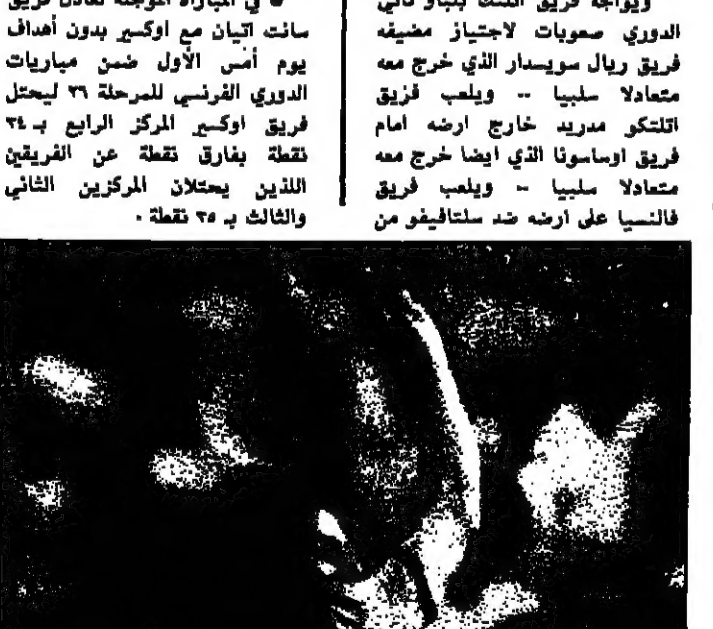 ويواجه فريق اتلتك بلباو ثاني
الدوري صعوبات لاجتياز مضيفه
فريق ريال سويسدار الذي خرج معه
متعادلا سلبيا -- ويلعب فريق
اتلتكو مدريد خارج ارضه امام
فريق اوساسونا الذي ايضا خرج معه
متعادلا سلبيا -- ويلعب فريق
فالنسيا على ارضه ضد سلتافيفو من
● في المباراة المؤجلة تعادل فريق
سانت اتيان مع اوكسير بدون أهداف
يوم أمس الأول ضمن مباريات
الدوري الفرنسي للمرحلة ٢٦ ليحتل
فريق اوكسير المركز الرابع بـ ٣٤
نقطة بفارق نقطة عن الفريقين
اللذين يحتلان المركزين الثاني
والثالث بـ ٣٥ نقطة .